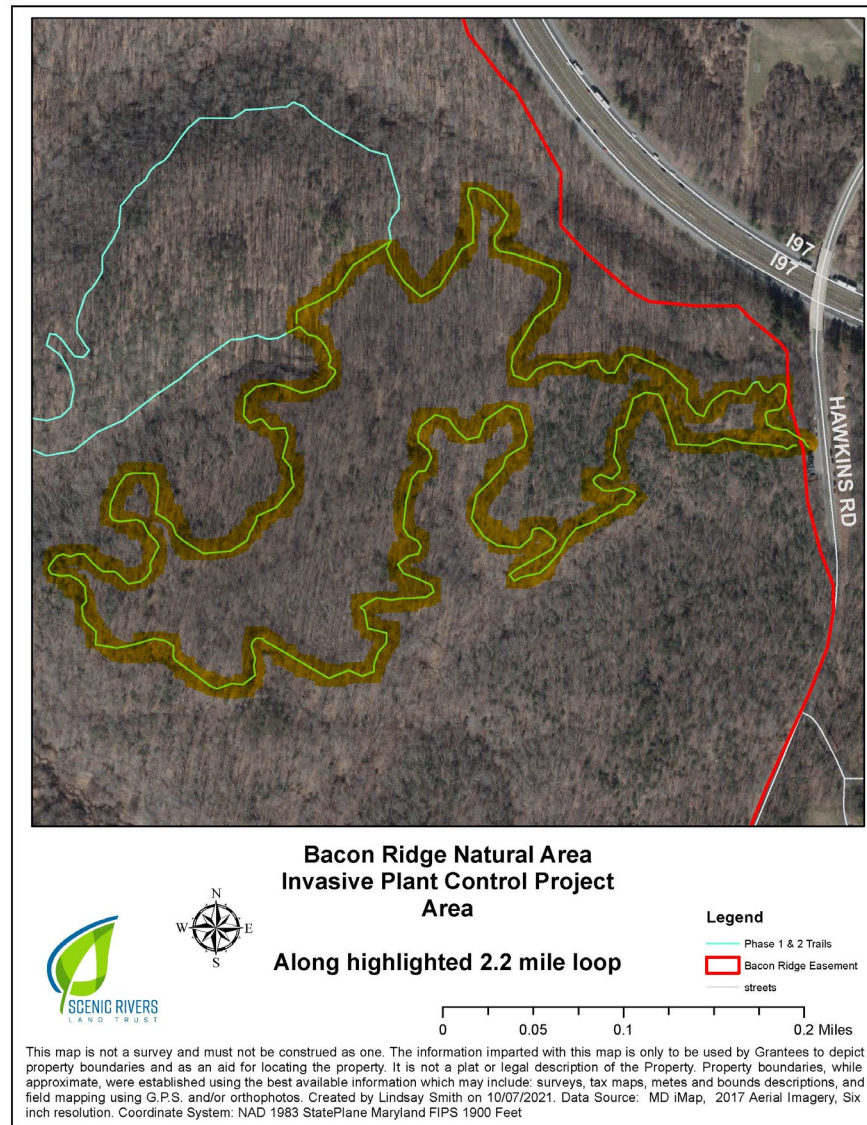 I97
I97
HAWKINS RD
Bacon Ridge Natural Area
Invasive Plant Control Project
Area
Along highlighted 2.2 mile loop
N
W E
S
SCENIC RIVERS
LAND TRUST
Legend
Phase 1 & 2 Trails
Bacon Ridge Easement
streets
0 0.05 0.1 0.2 Miles
This map is not a survey and must not be construed as one. The information imparted with this map is only to be used by Grantees to depict
property boundaries and as an aid for locating the property. It is not a plat or legal description of the Property. Property boundaries, while
approximate, were established using the best available information which may include: surveys, tax maps, metes and bounds descriptions, and
field mapping using G.P.S. and/or orthophotos. Created by Lindsay Smith on 10/07/2021. Data Source: MD iMap, 2017 Aerial Imagery, Six
inch resolution. Coordinate System: NAD 1983 StatePlane Maryland FIPS 1900 Feet